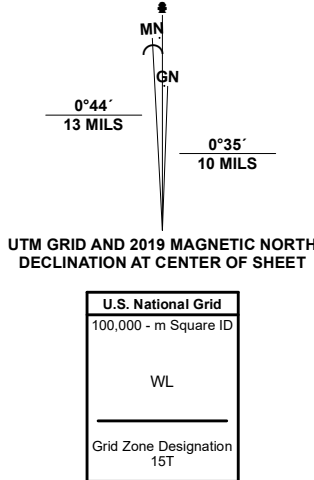 MN
GN
0°44´
13 MILS
0°35´
10 MILS
UTM GRID AND 2019 MAGNETIC NORTH
DECLINATION AT CENTER OF SHEET
U.S. National Grid
100,000 - m Square ID
WL
Grid Zone Designation
15T